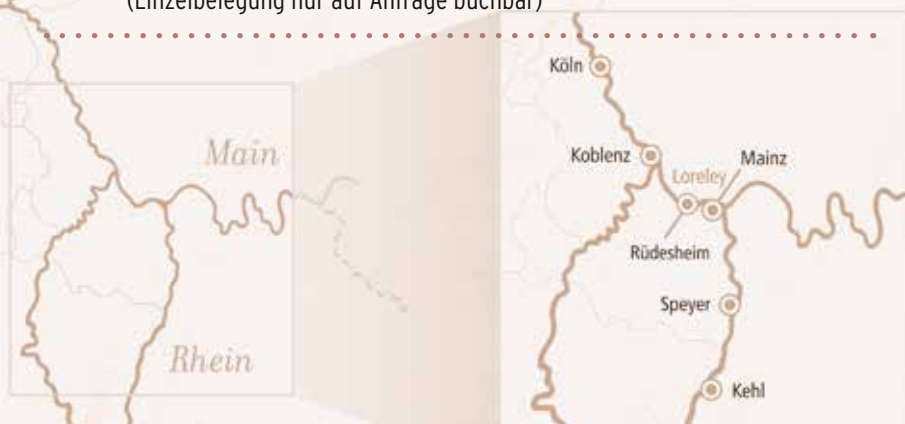 (Einzelbelegung nur auf Anfrage buchbar)
Main
Rhein
Köln
Koblenz
Mainz
Loreley
Rüdesheim
Speyer
Kehl